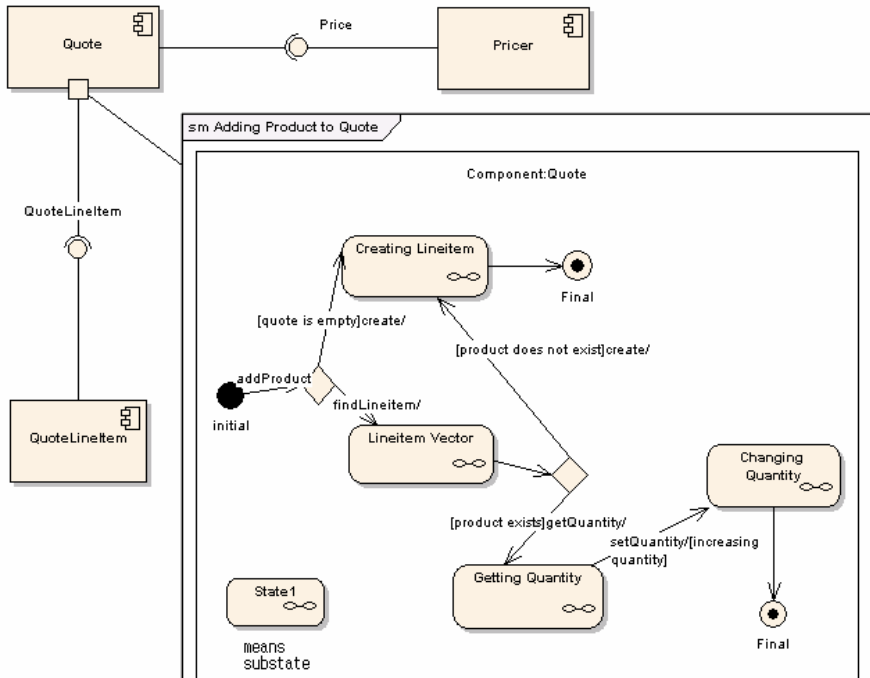 Price
Quote
Pricer
sm Adding Product to Quote
Component:Quote
QuoteLineItem
Creating Lineitem
Final
[quote is empty]create/
[product does not exist]create/
addProduct
findLineitem/
initial
QuoteLineItem
Lineitem Vector
Changing
Quantity
[product exists]getQuantity/
setQuantity/[increasing
quantity]
Getting Quantity
State1
Final
means
substate